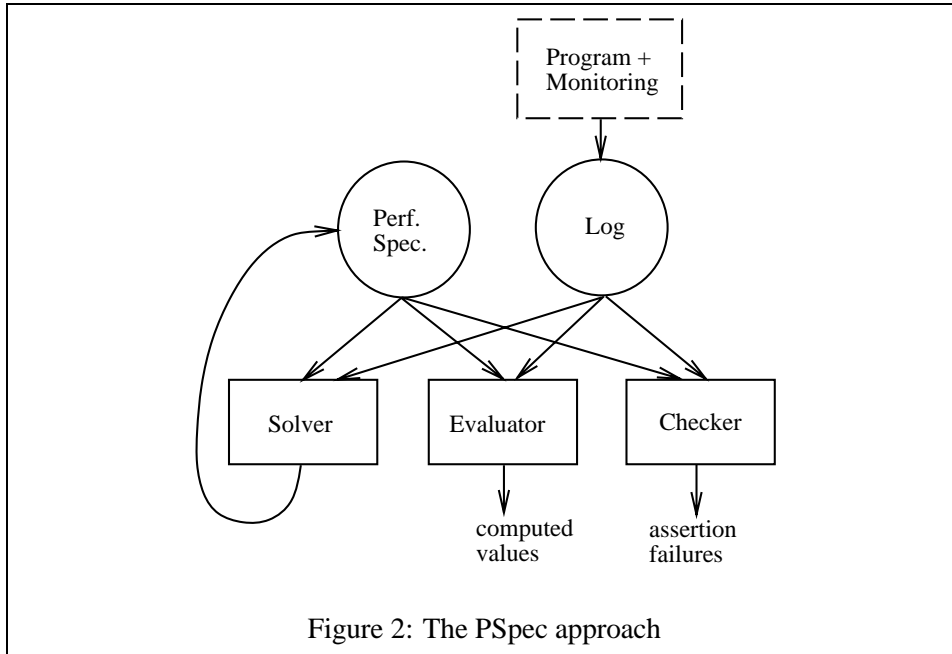 Program +
Monitoring
Perf.
Spec.
Log
Solver
Evaluator
Checker
computed
values
assertion
failures
Figure 2: The PSpec approach